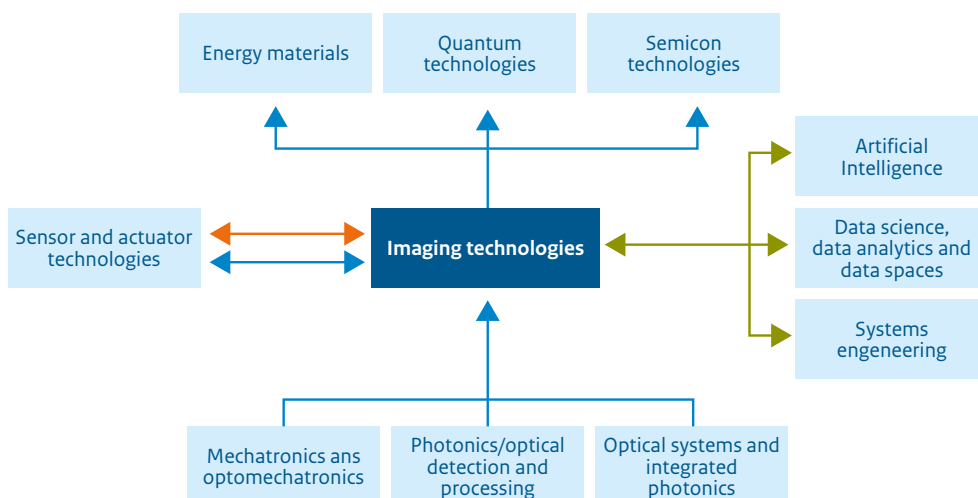 Energy materials
Quantum
technologies
Semicon
technologies
Artificial
Intelligence
Sensor and actuator
technologies
Imaging technologies
Data science,
data analytics and
data spaces
Systems
engeneering
Mechatronics ans
optomechatronics
Photonics/optical
detection and
processing
Optical systems and
integrated
photonics